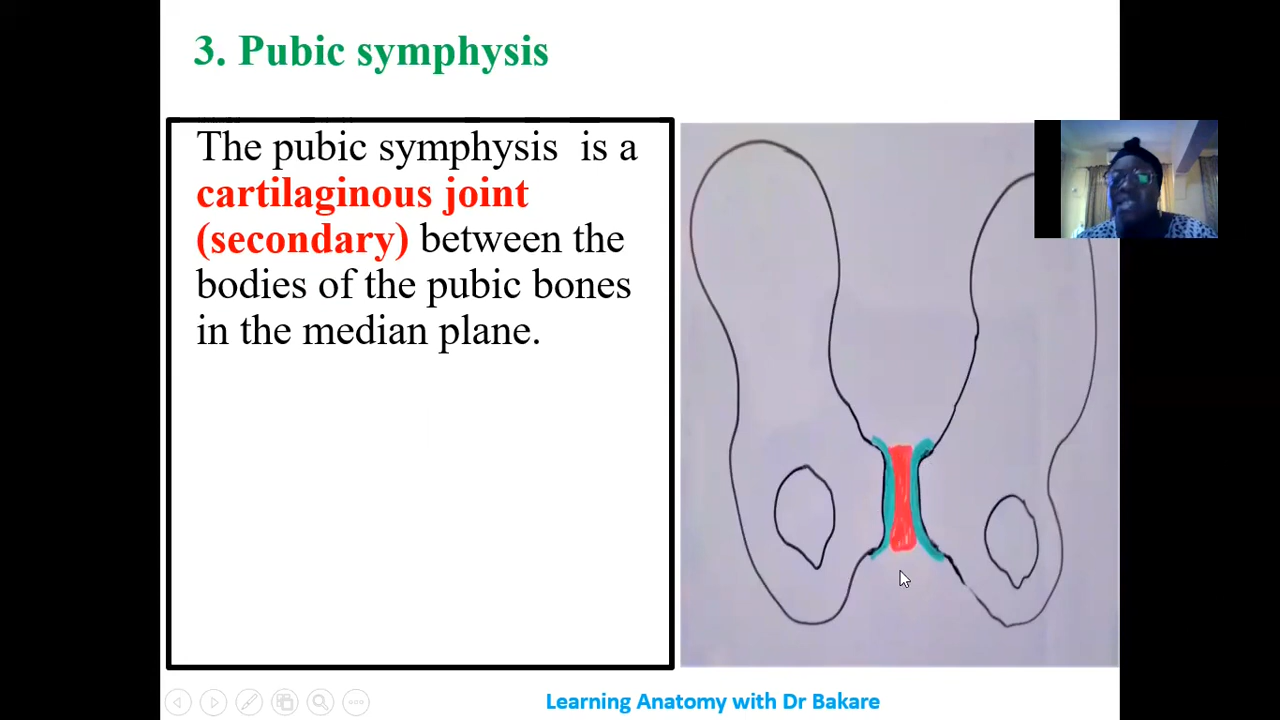 3. Pubic symphysis
The pubic symphysis is a
cartilaginous joint
(secondary) between the
bodies of the pubic bones
in the median plane.
Learning Anatomy with Dr Bakare